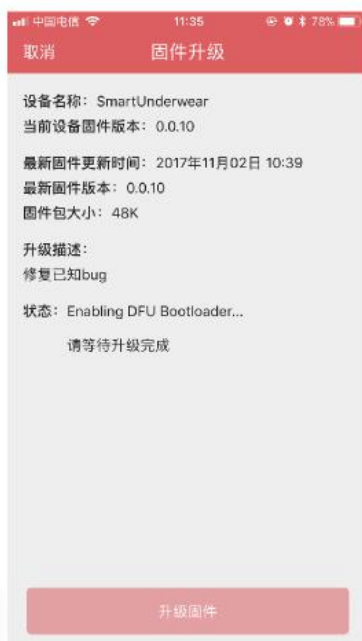 中国电信 11:35 78%
取消 固件升级
设备名称：SmartUnderwear
当前设备固件版本：0.0.10
最新固件更新时间：2017年11月02日 10:39
最新固件版本：0.0.10
固件包大小：48K
升级描述：
修复已知bug
状态：Enabling DFU Bootloader...
请等待升级完成
升级固件